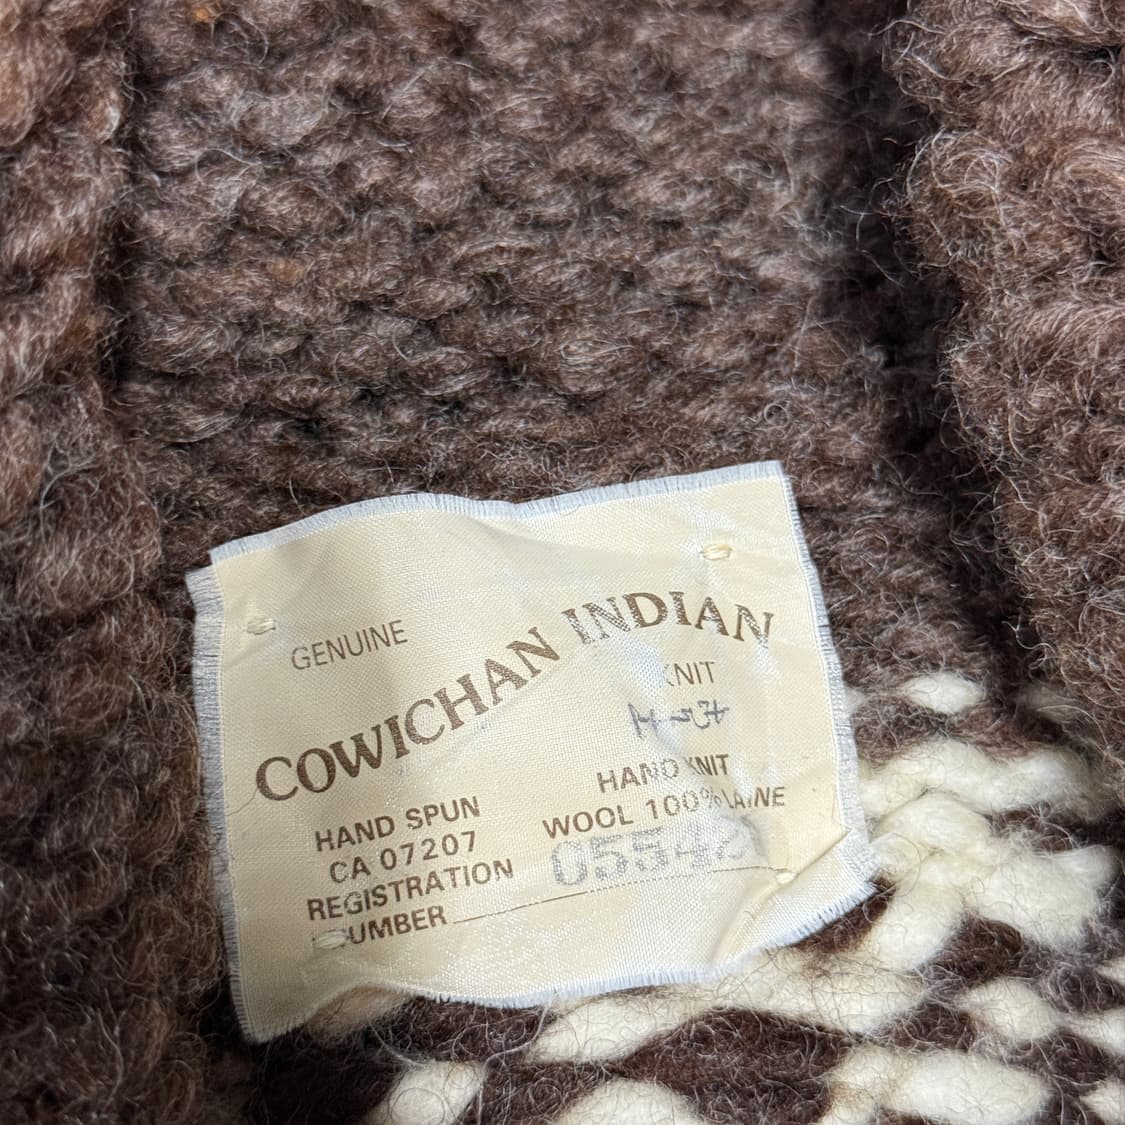 GENUINE
COWICHAN INDIAN
KNIT
HAND SPUN
CA 07207
REGISTRATION
NUMBER
HAND KNIT
WOOL 100% LAINE